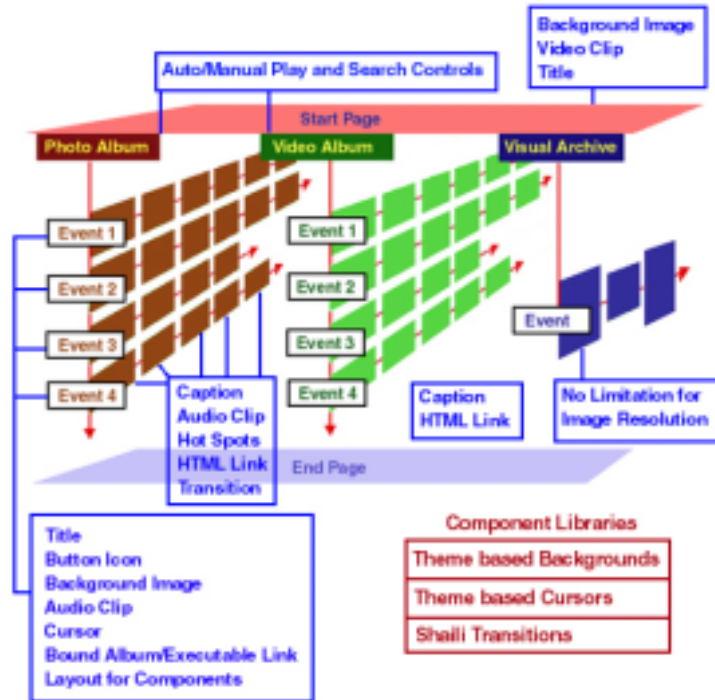 Background Image
Video Clip
Title
Auto/Manual Play and Search Controls
Start Page
Photo Album
Video Album
Visual Archive
Event 1
Event 2
Event 3
Event 4
Event 1
Event 2
Event 3
Event 4
Event
Caption
Audio Clip
Hot Spots
HTML Link
Transition
Caption
HTML Link
No Limitation for
Image Resolution
End Page
Title
Button Icon
Background Image
Audio Clip
Cursor
Bound Album/Executable Link
Layout for Components
Component Libraries
Theme based Backgrounds
Theme based Cursors
Shaili Transitions